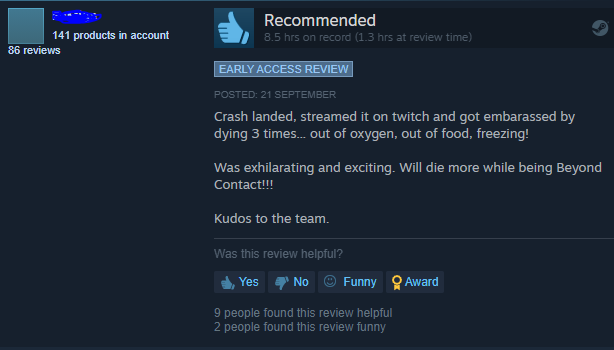 141 products in account
86 reviews
Recommended
8.5 hrs on record (1.3 hrs at review time)
EARLY ACCESS REVIEW
POSTED: 21 SEPTEMBER
Crash landed, streamed it on twitch and got embarassed by
dying 3 times... out of oxygen, out of food, freezing!
Was exhilarating and exciting. Will die more while being Beyond
Contact!!!
Kudos to the team.
Was this review helpful?
Yes No Funny Award
9 people found this review helpful
2 people found this review funny